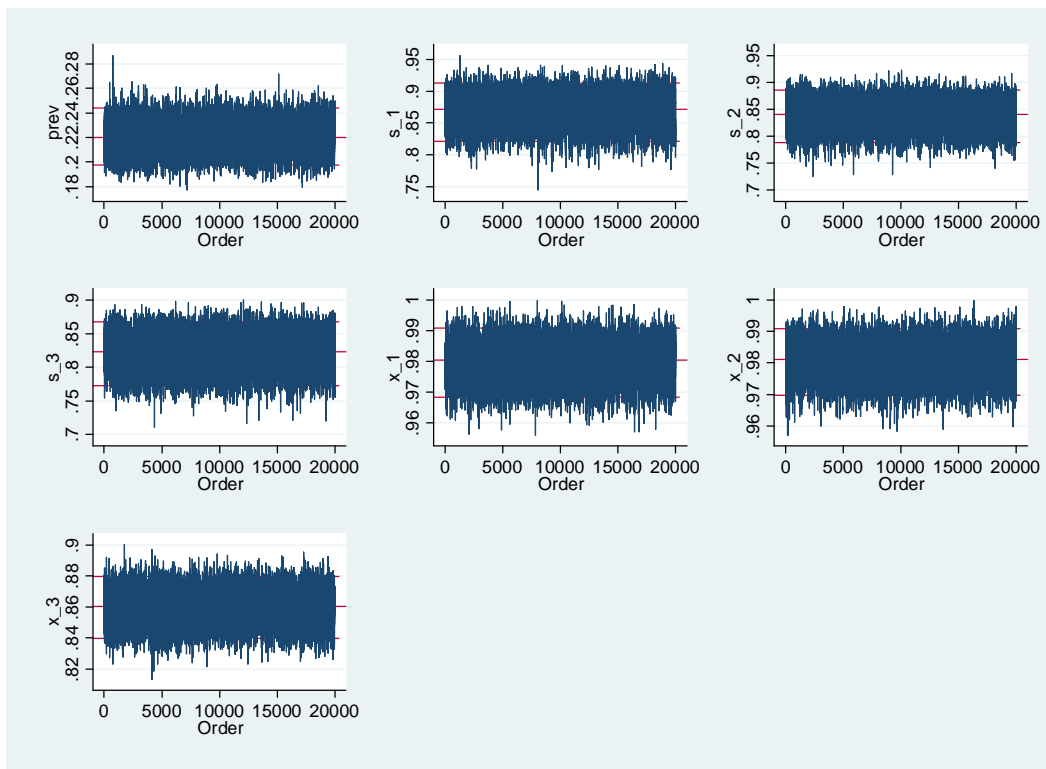 prev
.18 .2 .22 .24 .26 .28
0 5000 10000 15000 20000
Order
s_1
.75 .8 .85 .9 .95
0 5000 10000 15000 20000
Order
s_2
.7 .75 .8 .85 .9 .95
0 5000 10000 15000 20000
Order
s_3
.7 .75 .8 .85 .9
0 5000 10000 15000 20000
Order
x_1
.96 .97 .98 .99 1
0 5000 10000 15000 20000
Order
x_2
.96 .97 .98 .99 1
0 5000 10000 15000 20000
Order
x_3
.82 .84 .86 .88 .9
0 5000 10000 15000 20000
Order